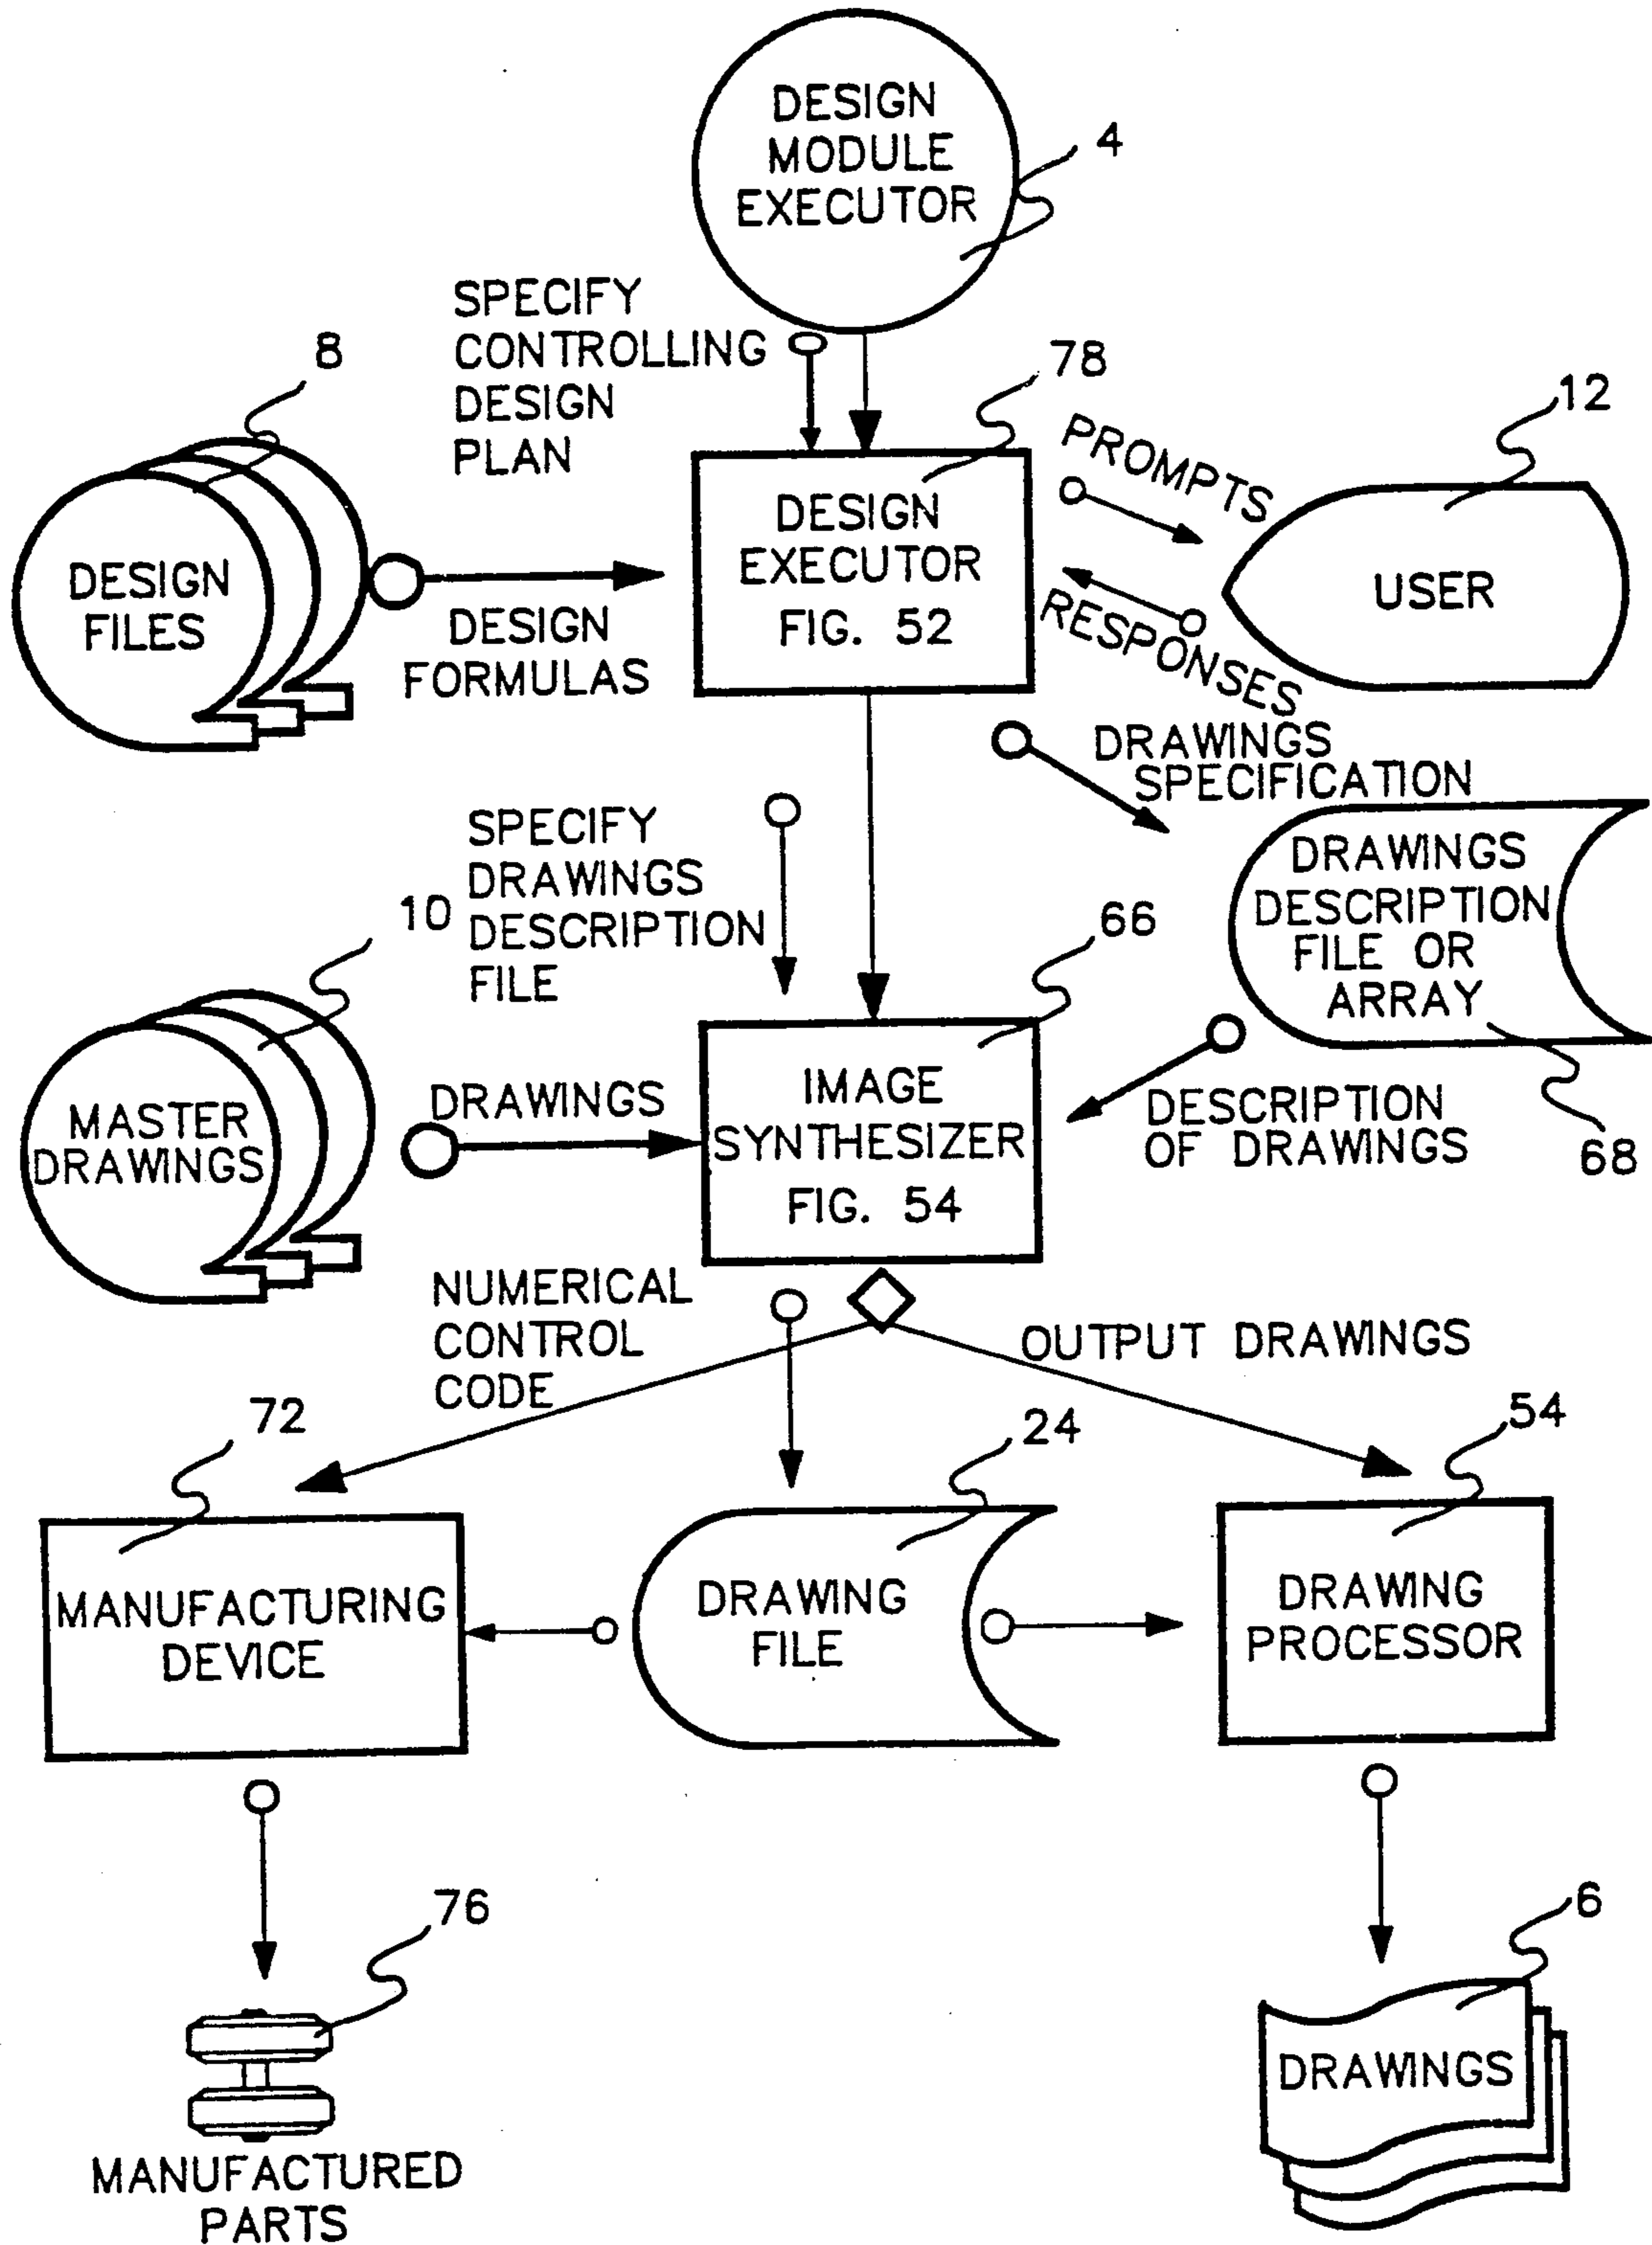 DESIGN
MODULE
EXECUTOR
4
SPECIFY
CONTROLLING
DESIGN
PLAN
8
78
12
DESIGN
FILES
DESIGN
FORMULAS
DESIGN
EXECUTOR
FIG. 52
PROMPTS
RESPONSES
USER
DRAWINGS
SPECIFICATION
SPECIFY
DRAWINGS
DESCRIPTION
FILE
10
66
DRAWINGS
DESCRIPTION
FILE OR
ARRAY
68
MASTER
DRAWINGS
DRAWINGS
IMAGE
SYNTHESIZER
FIG. 54
DESCRIPTION
OF DRAWINGS
NUMERICAL
CONTROL
CODE
OUTPUT DRAWINGS
72
24
54
MANUFACTURING
DEVICE
DRAWING
FILE
DRAWING
PROCESSOR
76
6
MANUFACTURED
PARTS
DRAWINGS